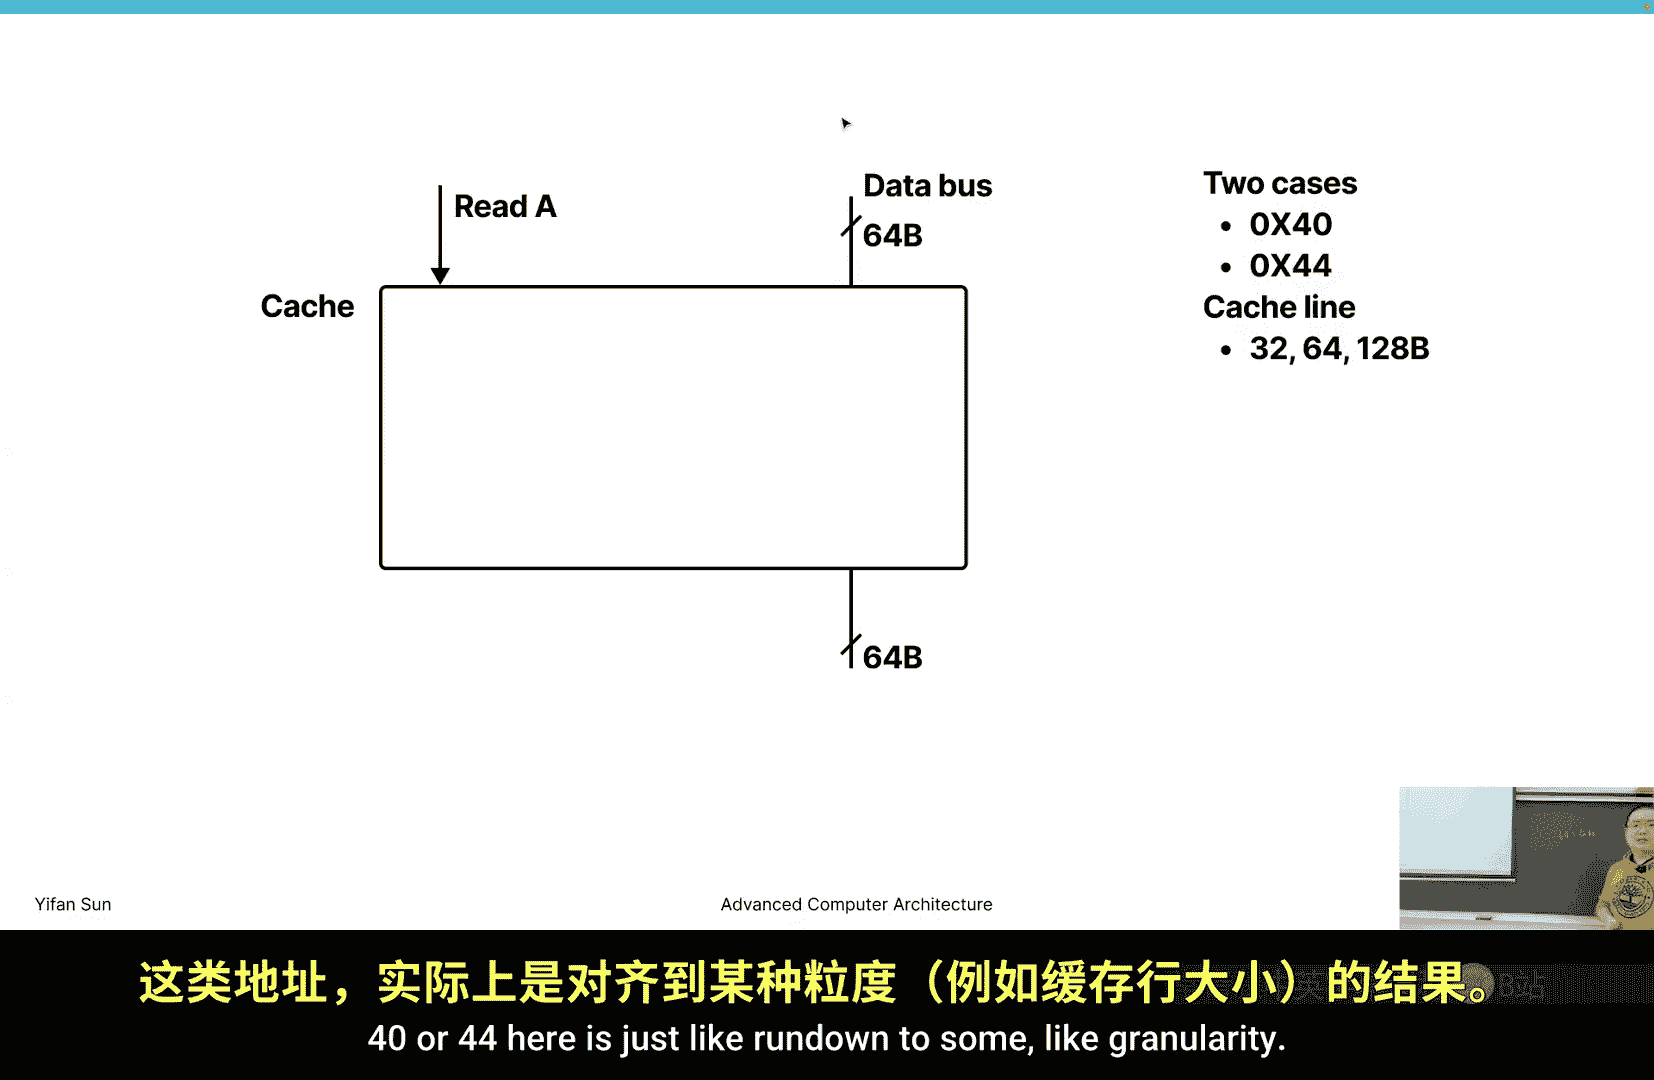 Read A
Data bus
64B
Cache
64B
Two cases
• 0X40
• 0X44
Cache line
• 32, 64, 128B
Yifan Sun
Advanced Computer Architecture
这类地址，实际上是对齐到某种粒度（例如缓存行大小）的结果。
B站
40 or 44 here is just like rundown to some, like granularity.